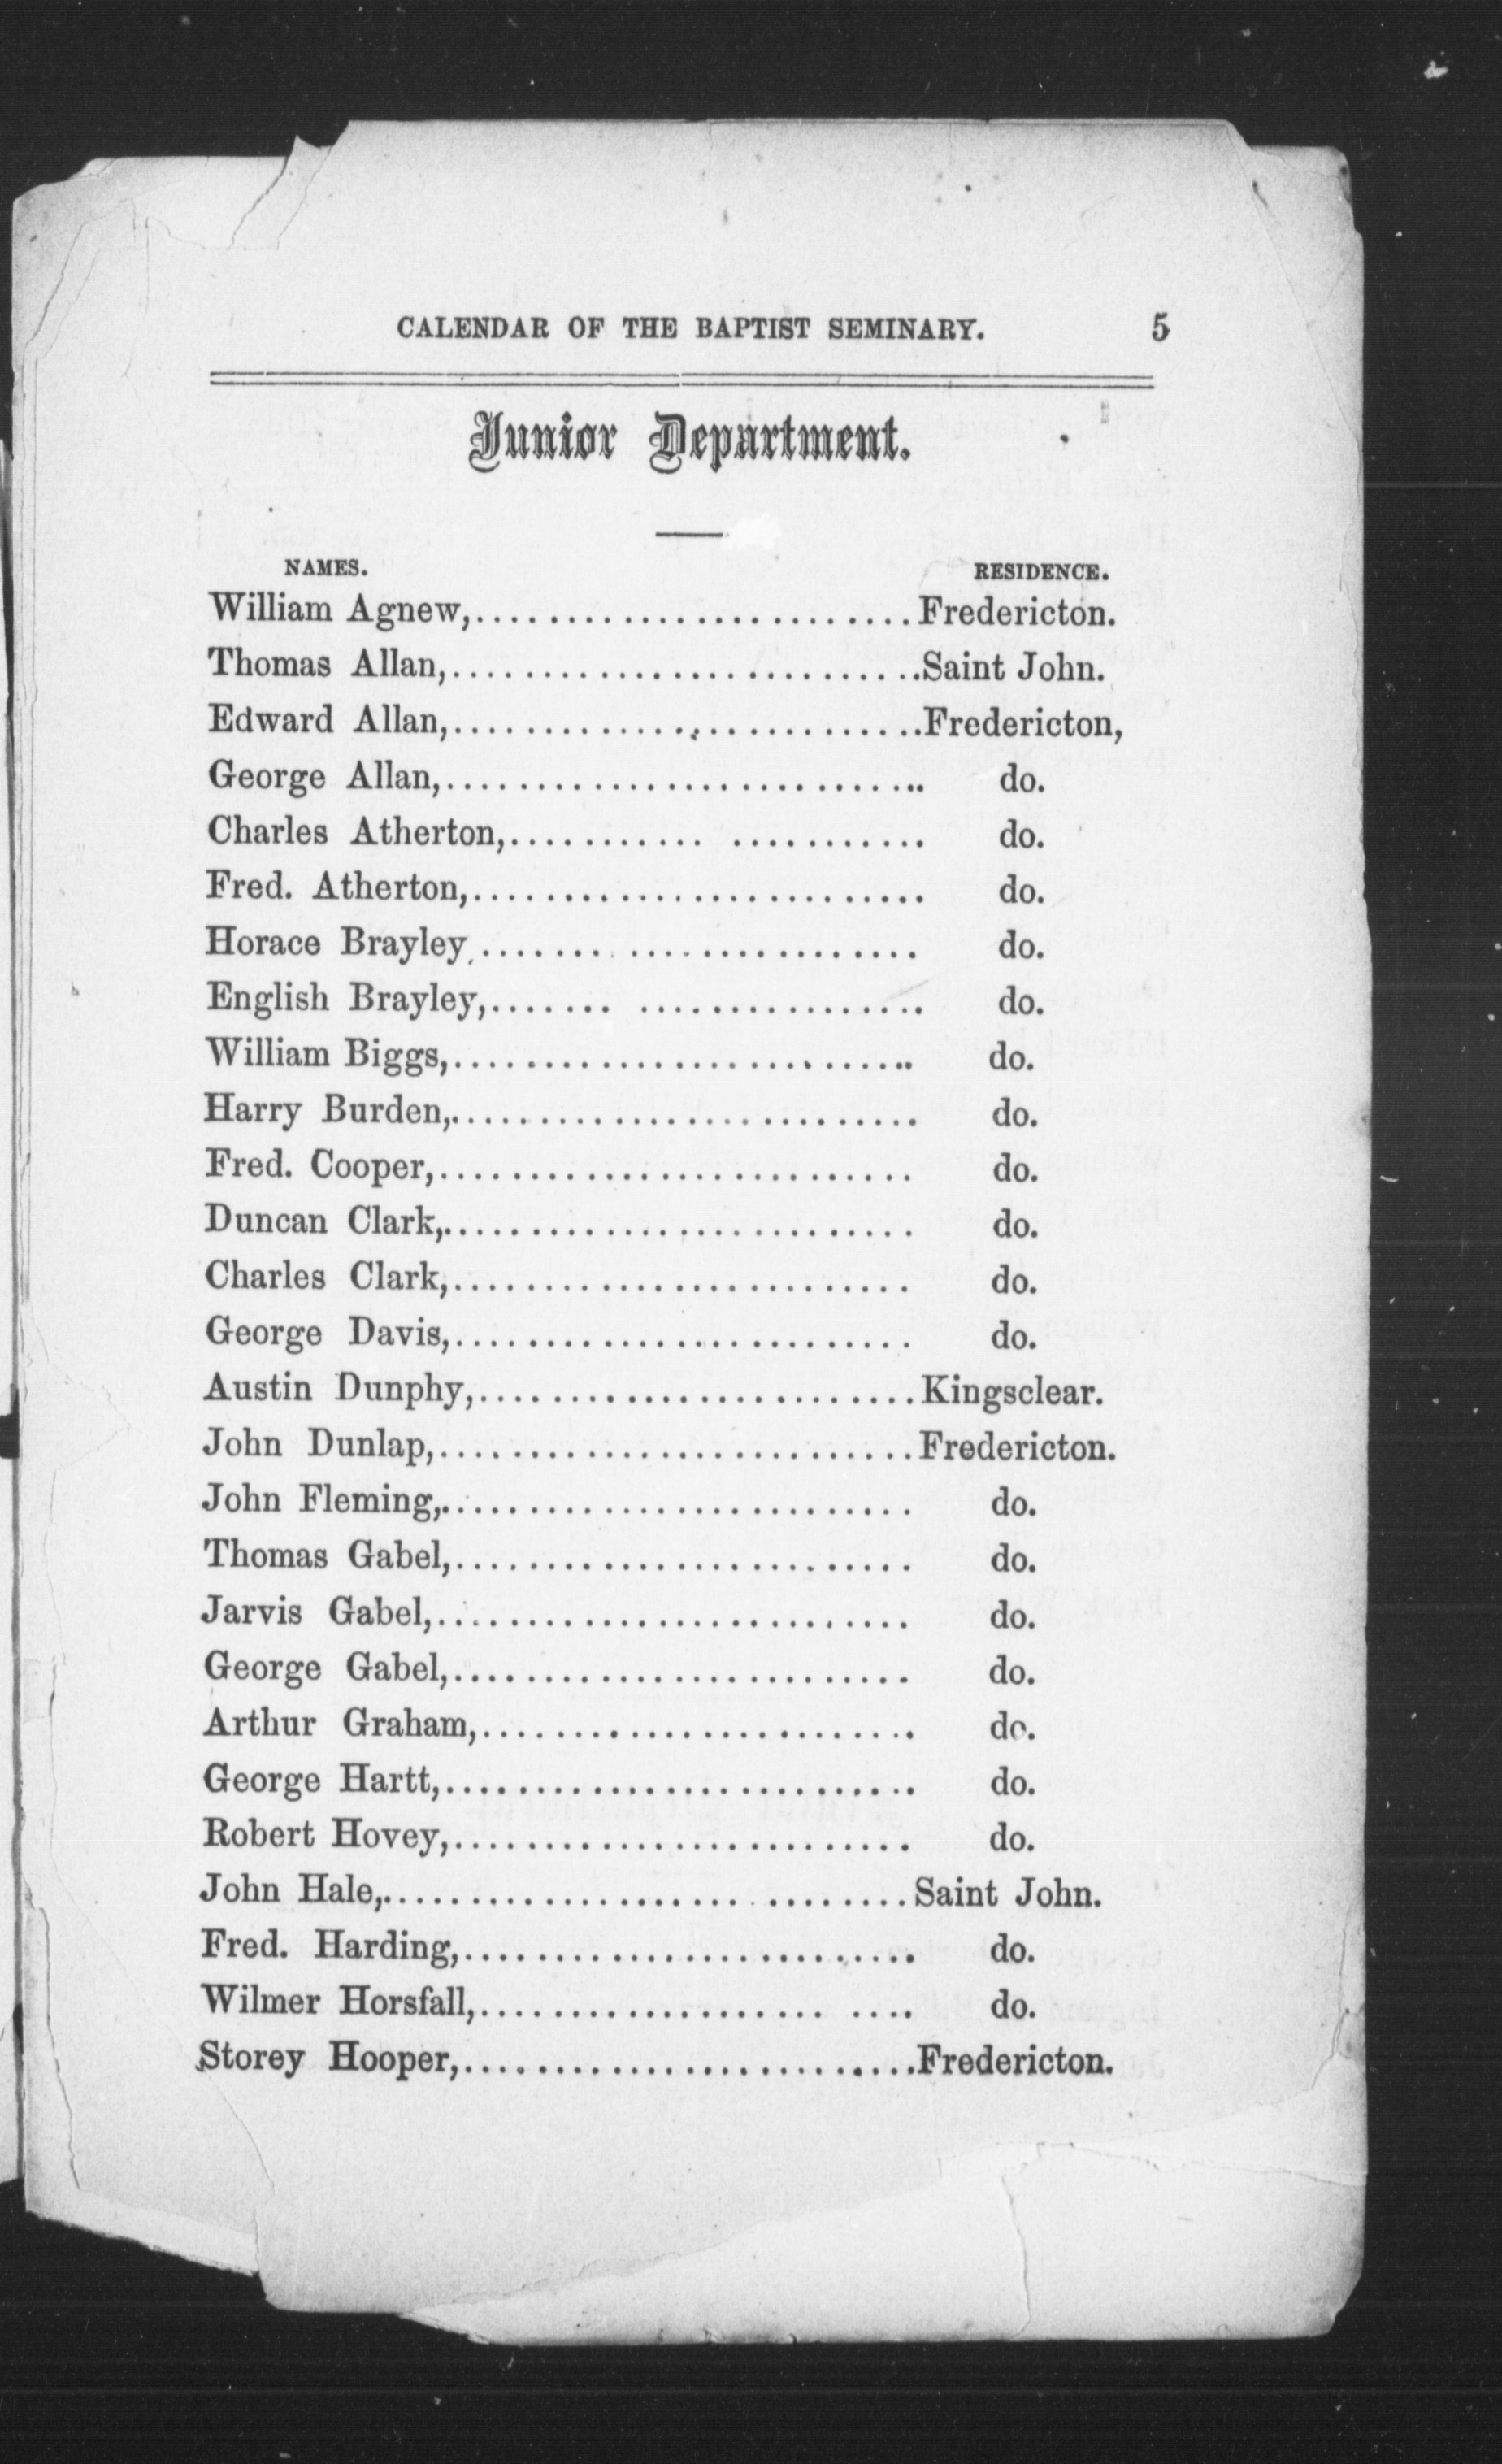 CALENDAR OF THE BAPTIST SEMINARY. 5
Junior Department.
NAMES. RESIDENCE.
William Agnew,........................Fredericton.
Thomas Allan,..........................Saint John.
Edward Allan,..........................Fredericton,
George Allan,.......................... do.
Charles Atherton,........... ........... do.
Fred. Atherton,......................... do.
Horace Brayley,....... ................ do.
English Brayley,....... ................ do.
William Biggs,.......................... do.
Harry Burden,.......................... do.
Fred. Cooper,.......................... do.
Duncan Clark,.......................... do.
Charles Clark,......................... do.
George Davis,......................... do.
Austin Dunphy,........................Kingsclear.
John Dunlap,..........................Fredericton.
John Fleming,.......................... do.
Thomas Gabel,......................... do.
Jarvis Gabel,.......................... do.
George Gabel,......................... do.
Arthur Graham,........................ do.
George Hartt,.......................... do.
Robert Hovey,......................... do.
John Hale,.................... ........Saint John.
Fred. Harding,......................... do.
Wilmer Horsfall,................... .... do.
Storey Hooper,.........................Fredericton.